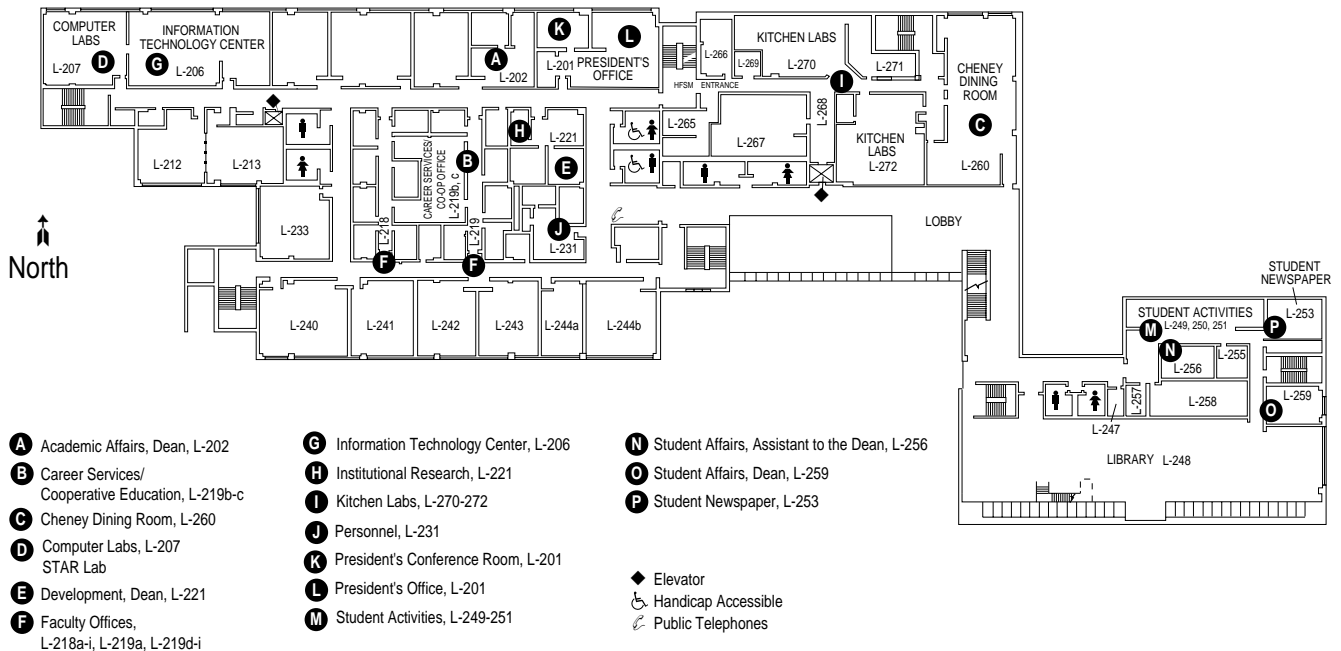 COMPUTER
LABS
L-207
D
INFORMATION
TECHNOLOGY CENTER
G
L-206
A
L-202
K
L-201
L
PRESIDENT'S
OFFICE
L-266
HFSM ENTRANCE
L-269
KITCHEN LABS
L-270
L-271
I
CHENEY
DINING
ROOM
C
L-260
L-212
L-213
CAREER SERVICES/
CO-OP OFFICE
L-219b, c
B
H
L-221
E
L-265
L-267
L-268
KITCHEN
LABS
L-272
North
L-233
L-218
F
L-219
F
J
L-231
LOBBY
L-240
L-241
L-242
L-243
L-244a
L-244b
STUDENT
NEWSPAPER
STUDENT ACTIVITIES
M
L-249, 250, 251
P
L-253
N
L-256
L-255
L-257
L-258
L-259
O
L-247
LIBRARY L-248
A Academic Affairs, Dean, L-202
B Career Services/
Cooperative Education, L-219b-c
C Cheney Dining Room, L-260
D Computer Labs, L-207
STAR Lab
E Development, Dean, L-221
F Faculty Offices,
L-218a-i, L-219a, L-219d-i
G Information Technology Center, L-206
H Institutional Research, L-221
I Kitchen Labs, L-270-272
J Personnel, L-231
K President's Conference Room, L-201
L President's Office, L-201
M Student Activities, L-249-251
N Student Affairs, Assistant to the Dean, L-256
O Student Affairs, Dean, L-259
P Student Newspaper, L-253
Elevator
Handicap Accessible
Public Telephones